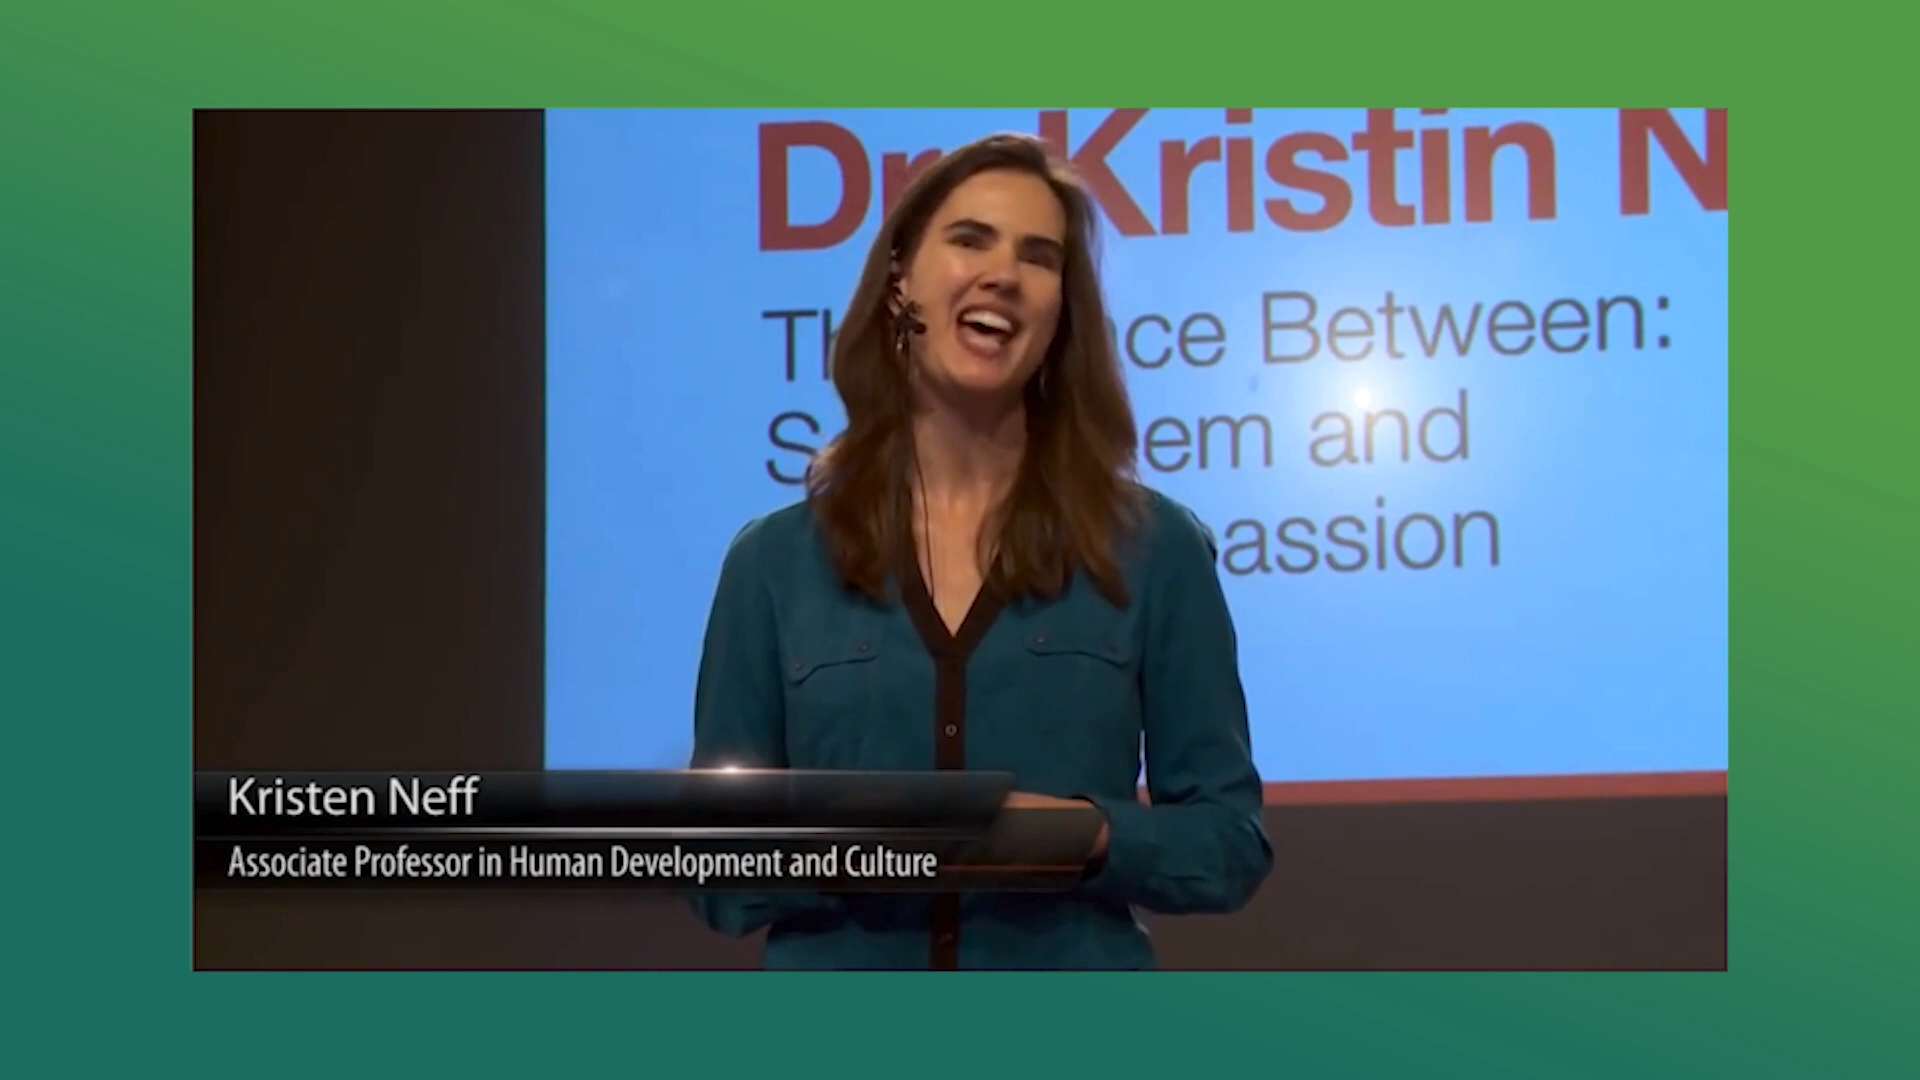 Dr. Kristin N
ce Between:
em and
assion
Kristen Neff
Associate Professor in Human Development and Culture